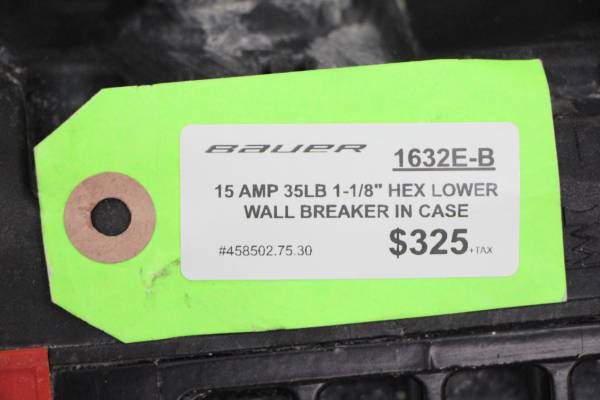 BAUER 1632E-B
15 AMP 35LB 1-1/8" HEX LOWER
WALL BREAKER IN CASE
#458502.75.30 $325 +TAX